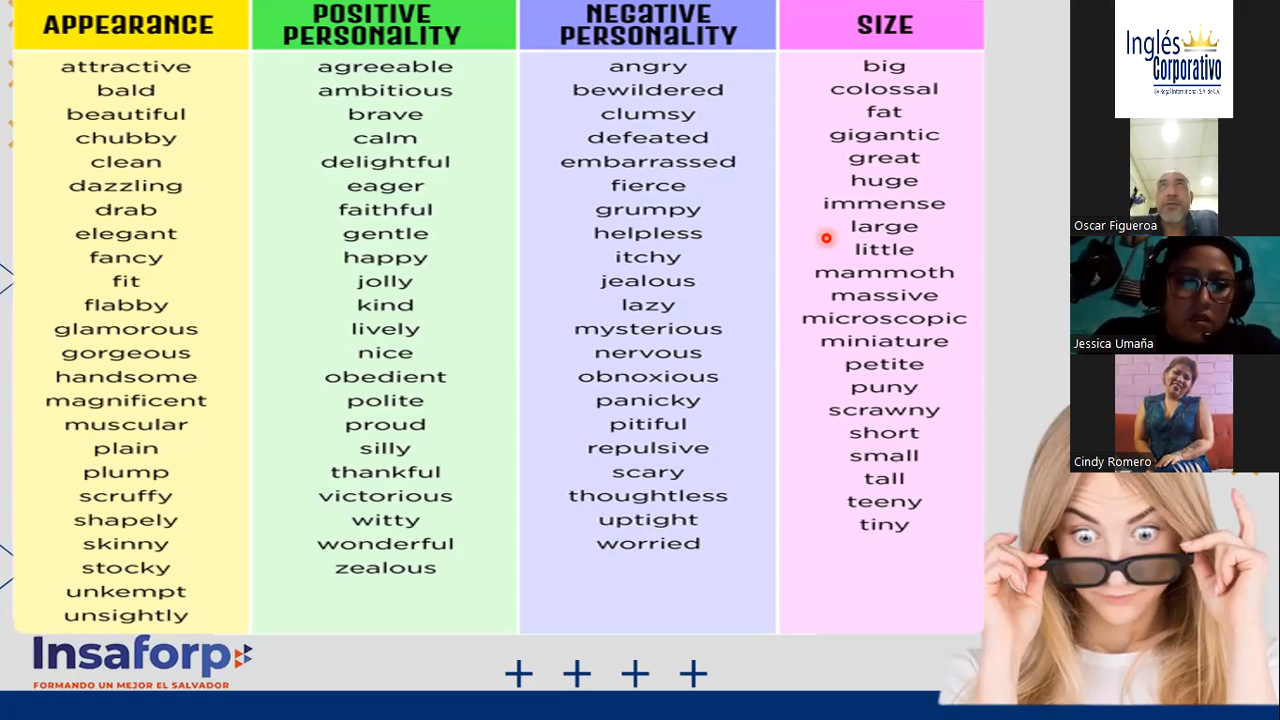 APPEARANCE
attractive
bald
beautiful
chubby
clean
dazzling
drab
elegant
fancy
fit
flabby
glamorous
gorgeous
handsome
magnificent
muscular
plain
plump
scruffy
shapely
skinny
stocky
unkempt
unsightly
POSITIVE
PERSONALITY
agreeable
ambitious
brave
calm
delightful
eager
faithful
gentle
happy
jolly
kind
lively
nice
obedient
polite
proud
silly
thankful
victorious
witty
wonderful
zealous
NEGATIVE
PERSONALITY
angry
bewildered
clumsy
defeated
embarrassed
fierce
grumpy
helpless
itchy
jealous
lazy
mysterious
nervous
obnoxious
panicky
pitiful
repulsive
scary
thoughtless
uptight
worried
SIZE
big
colossal
fat
gigantic
great
huge
immense
large
little
mammoth
massive
microscopic
miniature
petite
puny
scrawny
short
small
tall
teeny
tiny
Insaforp
FORMANDO UN MEJOR EL SALVADOR
Inglés
Corporativo
By Regal International S.A. de C.V.
Oscar Figueroa
Jessica Umaña
Cindy Romero